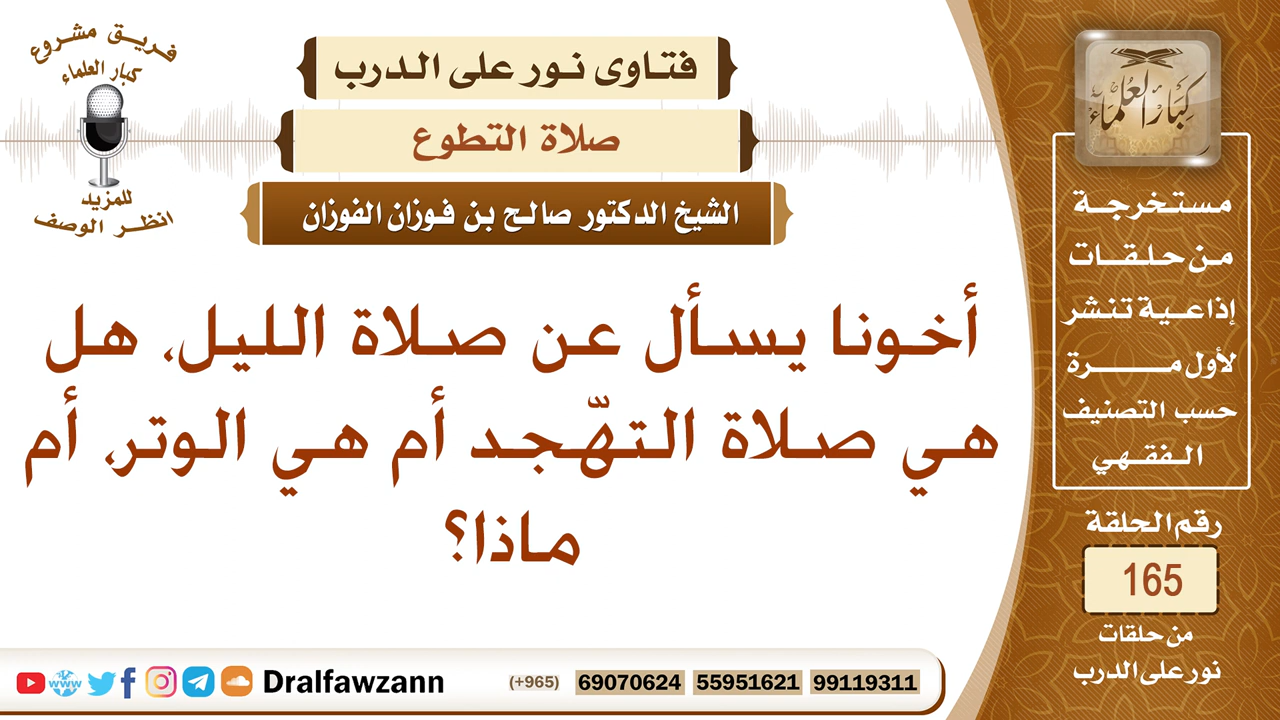 فريق مشروع
كبار العلماء
للمزيد
انظر الوصف
فتاوى نور على الدرب
صلاة التطوع
الشيخ الدكتور صالح بن فوزان الفوزان
أخونا يسأل عن صلاة الليل، هل
هي صلاة التهّجد أم هي الوتر، أم
ماذا؟
كبار العلماء
مستخرجة
من حلقات
إذاعية تنشر
لأول مرة
حسب التصنيف
الفقهي
رقم الحلقة
165
من حلقات
نور على الدرب
www
Dralfawzann
(+965) 69070624 55951621 99119311